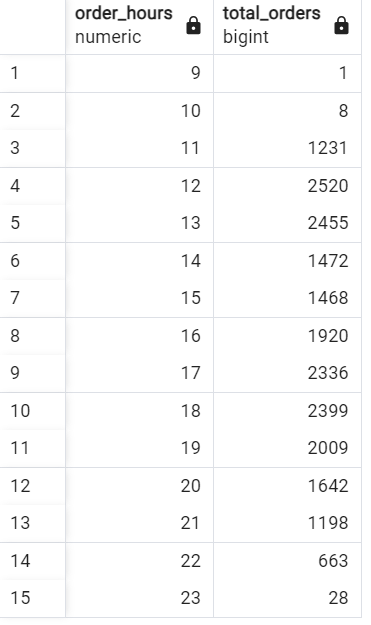 order_hours total_orders
numeric bigint
1 9 1
2 10 8
3 11 1231
4 12 2520
5 13 2455
6 14 1472
7 15 1468
8 16 1920
9 17 2336
10 18 2399
11 19 2009
12 20 1642
13 21 1198
14 22 663
15 23 28